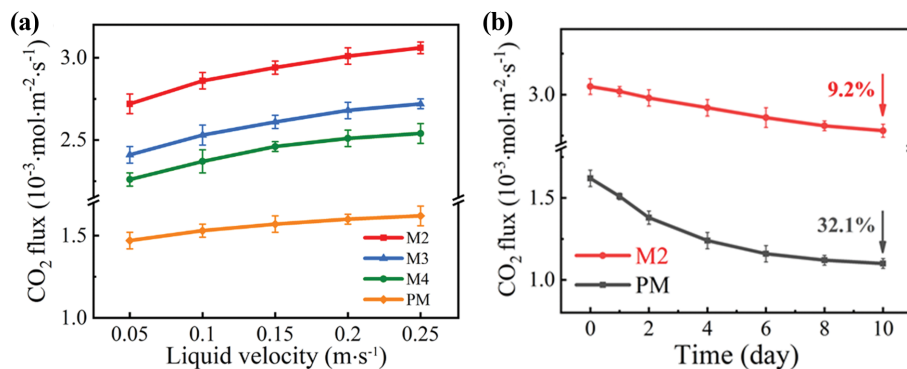 (a)
CO₂ flux (10⁻³·mol·m⁻²·s⁻¹)
3.0
2.5
1.5
1.0
M2
M3
M4
PM
0.05
0.1
0.15
0.2
0.25
Liquid velocity (m·s⁻¹)
(b)
CO₂ flux (10⁻³·mol·m⁻²·s⁻¹)
3.0
1.5
1.0
9.2%
32.1%
M2
PM
0
2
4
6
8
10
Time (day)